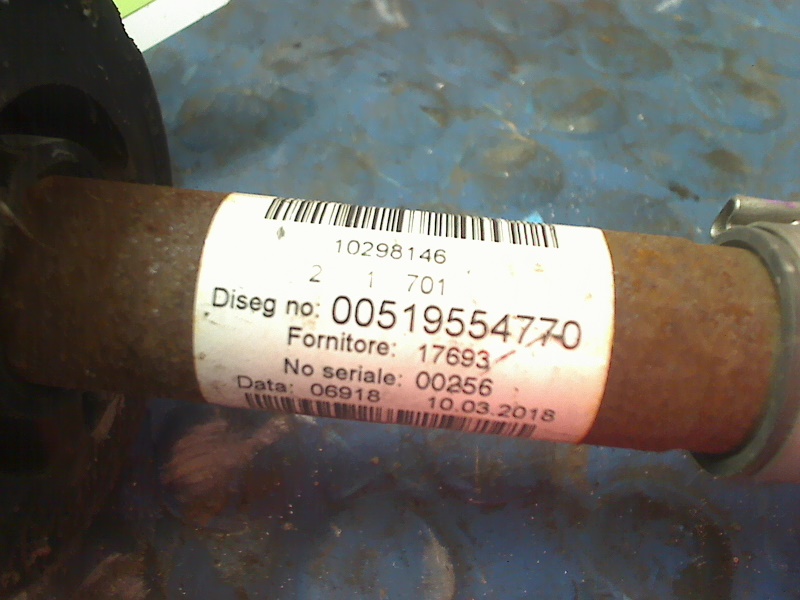 10298146
2 1 701
Diseg no: 00519554770
Fornitore: 17693
No seriale: 00256
Data: 06918 10.03.2018